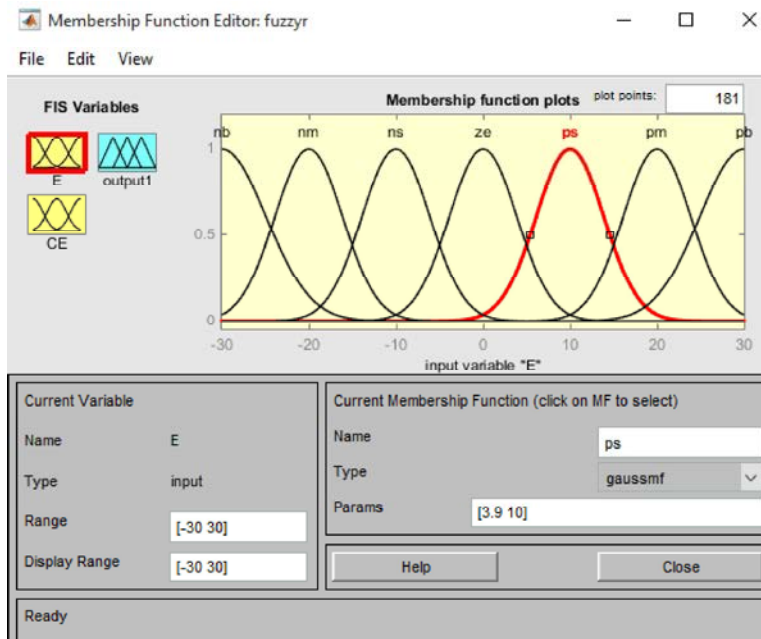 Membership Function Editor: fuzzyr
File Edit View
FIS Variables
E
output1
CE
Membership function plots plot points: 181
nb nm ns ze ps pm pb
1
0.5
0
-30 -20 -10 0 10 20 30
input variable "E"
Current Variable
Name E
Type input
Range [-30 30]
Display Range [-30 30]
Current Membership Function (click on MF to select)
Name ps
Type gaussmf
Params [3.9 10]
Help Close
Ready